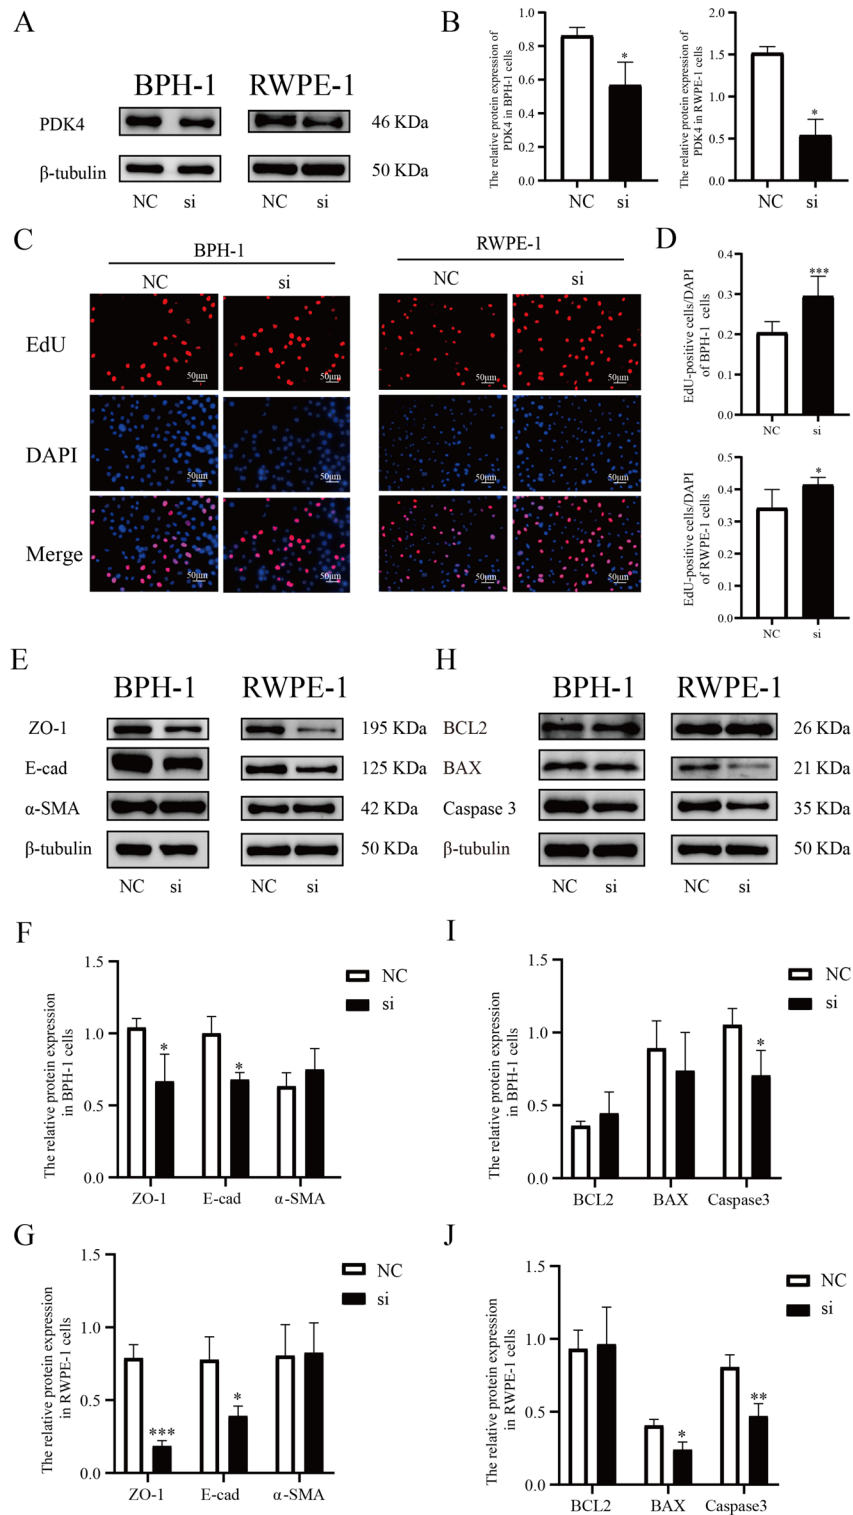 A
BPH-1 RWPE-1
PDK4 46 KDa
β-tubulin 50 KDa
NC si NC si
B
The relative protein expression of
PDK4 in BPH-1 cells
1.0
0.8
0.6
0.4
0.2
0.0
*
NC si
The relative protein expression of
PDK4 in RWPE-1 cells
2.0
1.5
1.0
0.5
0.0
*
NC si
C
BPH-1 RWPE-1
NC si NC si
EdU
50μm 50μm 50μm 50μm
DAPI
50μm 50μm 50μm 50μm
Merge
50μm 50μm 50μm 50μm
D
EdU-positive cells/DAPI
of BPH-1 cells
0.4
0.3
0.2
0.1
0.0
***
NC si
EdU-positive cells/DAPI
of RWPE-1 cells
0.5
0.4
0.3
0.2
0.1
0.0
*
NC si
E
BPH-1 RWPE-1
ZO-1 195 KDa
E-cad 125 KDa
α-SMA 42 KDa
β-tubulin 50 KDa
NC si NC si
H
BPH-1 RWPE-1
BCL2 26 KDa
BAX 21 KDa
Caspase 3 35 KDa
β-tubulin 50 KDa
NC si NC si
F
The relative protein expression
in BPH-1 cells
1.5
1.0
0.5
0.0
* *
ZO-1 E-cad α-SMA
NC
si
I
The relative protein expression
in BPH-1 cells
1.5
1.0
0.5
0.0
*
BCL2 BAX Caspase3
NC
si
G
The relative protein expression
in RWPE-1 cells
1.5
1.0
0.5
0.0
*** *
ZO-1 E-cad α-SMA
NC
si
J
The relative protein expression
in RWPE-1 cells
1.5
1.0
0.5
0.0
* **
BCL2 BAX Caspase3
NC
si